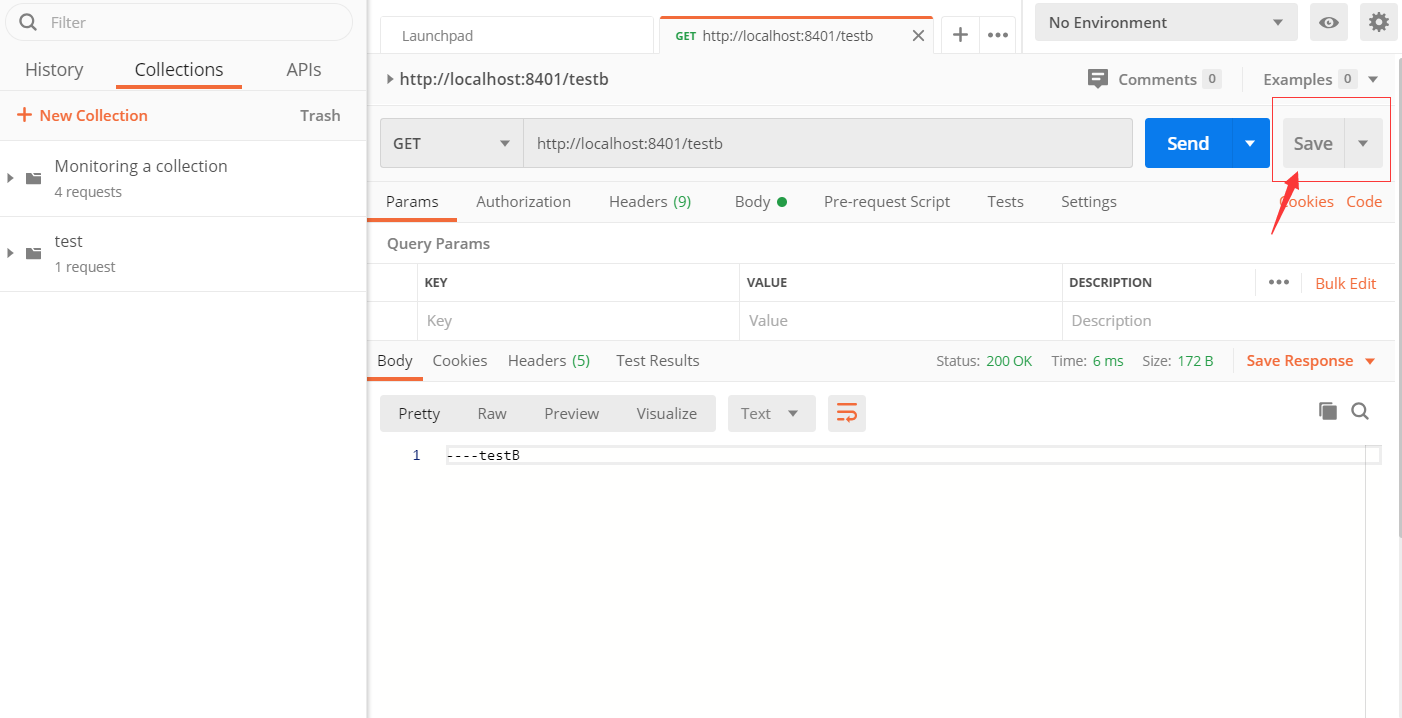 Filter
History Collections APIs
+ New Collection Trash
Monitoring a collection
4 requests
test
1 request
Launchpad GET http://localhost:8401/testb No Environment
http://localhost:8401/testb Comments 0 Examples 0
GET http://localhost:8401/testb Send Save
Params Authorization Headers (9) Body Pre-request Script Tests Settings Cookies Code
Query Params
KEY VALUE DESCRIPTION Bulk Edit
Key Value Description
Body Cookies Headers (5) Test Results Status: 200 OK Time: 6 ms Size: 172 B Save Response
Pretty Raw Preview Visualize Text
1 ----testB